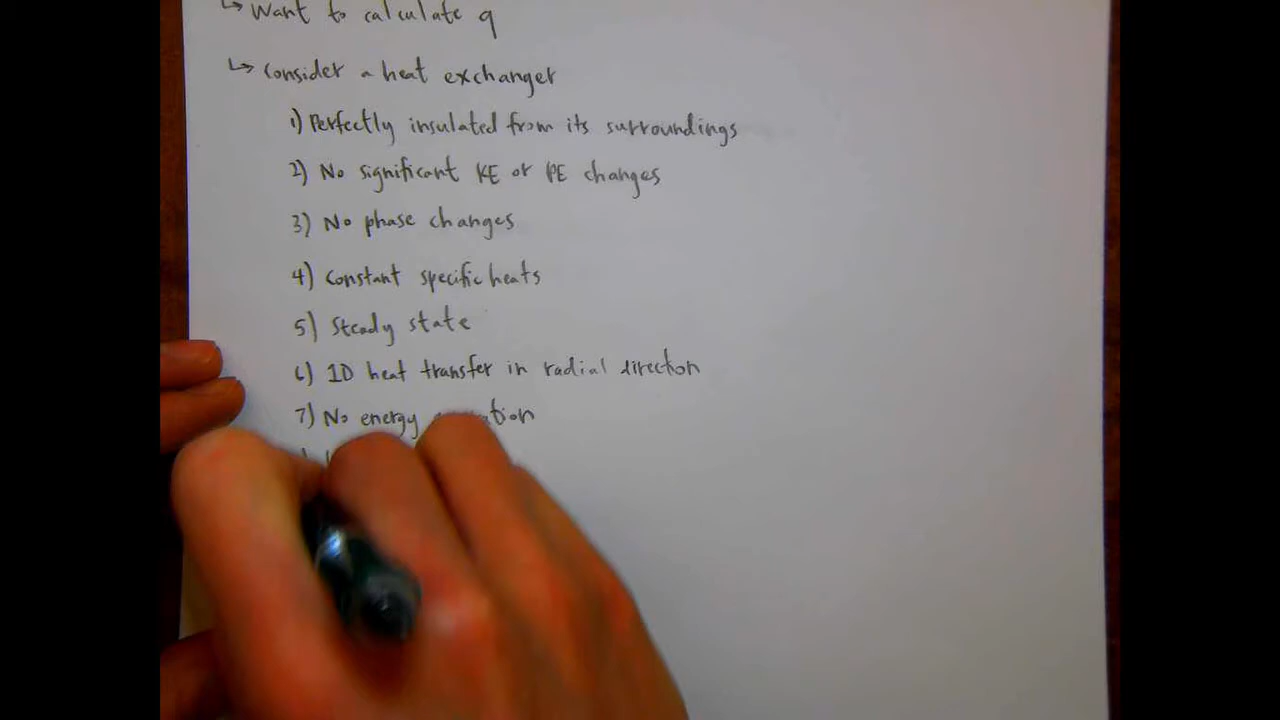 ↳ Want to calculate q
↳ Consider a heat exchanger
1) Perfectly insulated from its surroundings
2) No significant KE or PE changes
3) No phase changes
4) Constant specific heats
5) Steady state
6) 1D heat transfer in radial direction
7) No energy